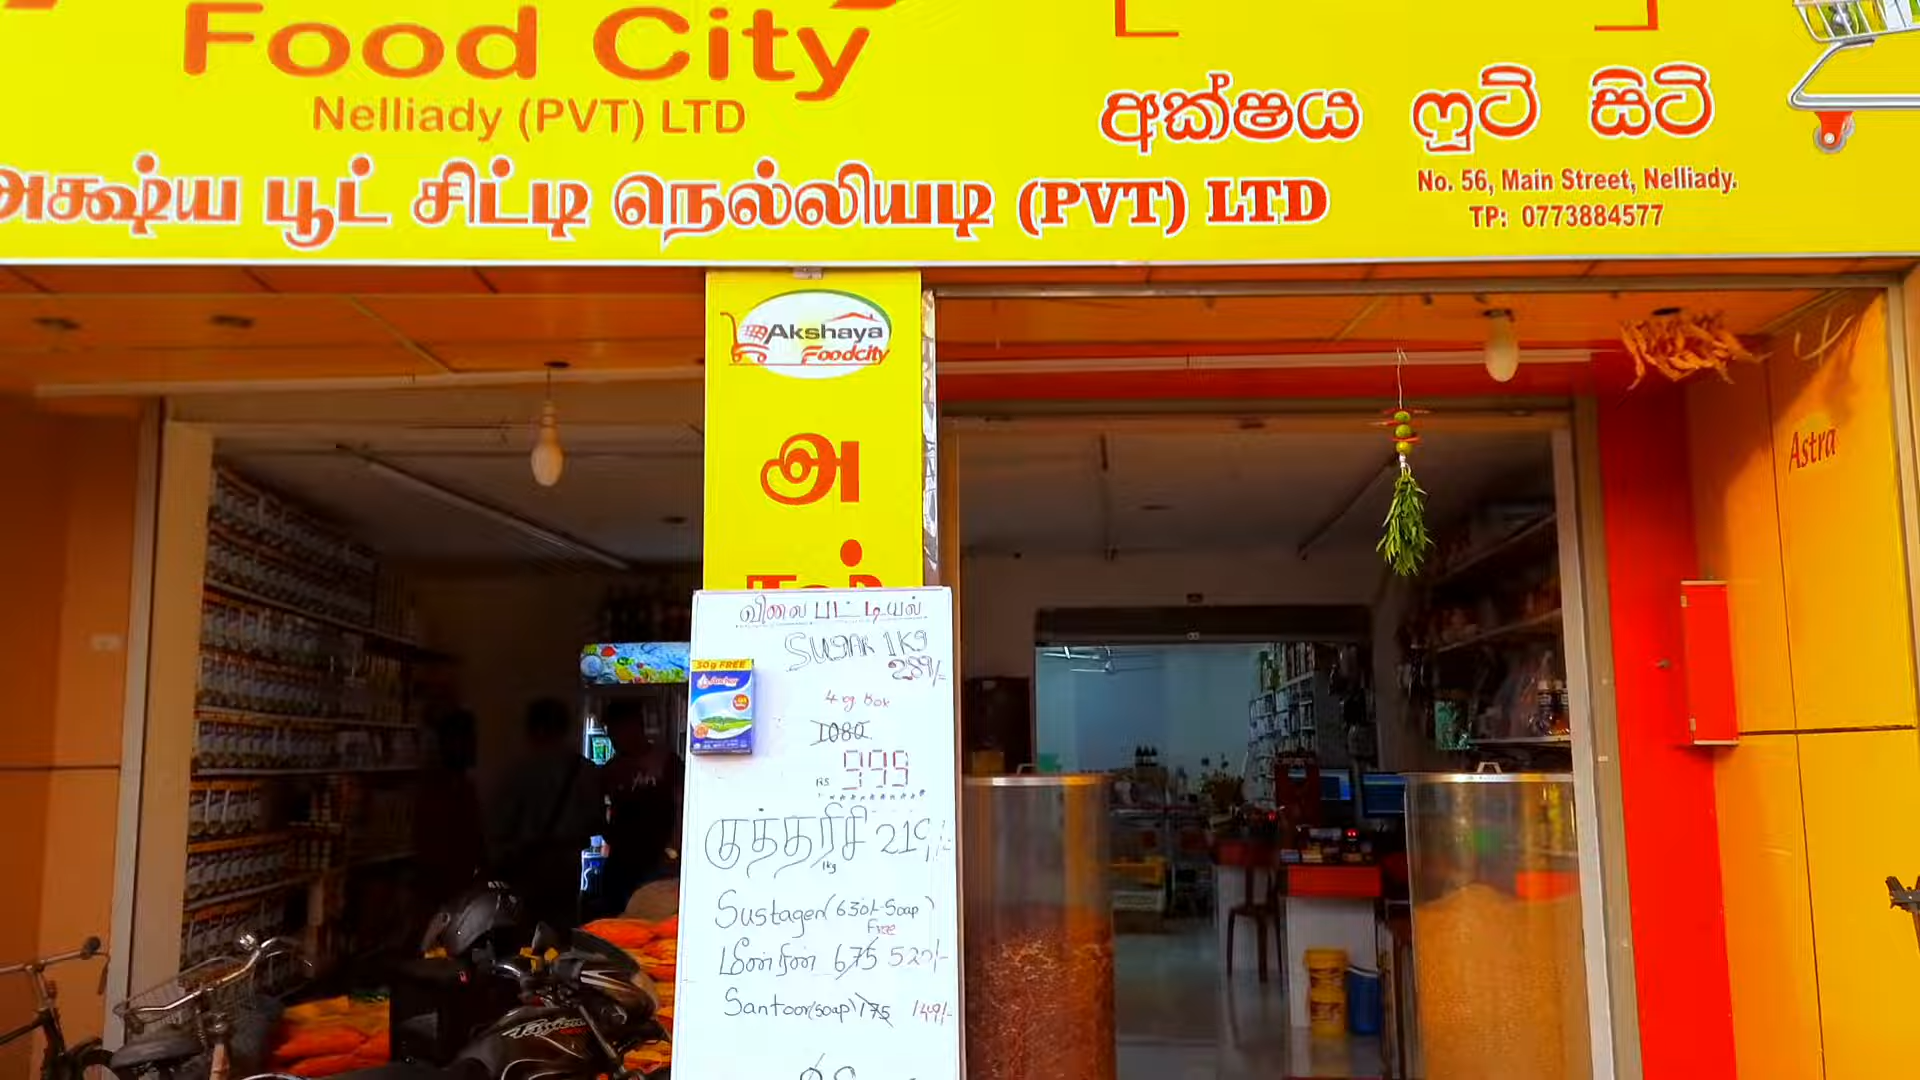 Food City
Nelliady (PVT) LTD
අක්ෂය ෆුට් සිටි
No. 56, Main Street, Nelliady.
TP: 0773884577
அக்ஷ்ய பூட் சிட்டி நெல்லியடி (PVT) LTD
Akshaya
Foodcity
அ
Astra
விலை பட்டியல்
SUGAR 1KG
289/-
30g FREE
Anchor
4 kg Box
1080
RS 995
குத்தரிசி 219/-
1kg
Sustagen (630/- Soap)
Free
மீன்ரின் 675 520/-
Santoor (soap) 175 149/-